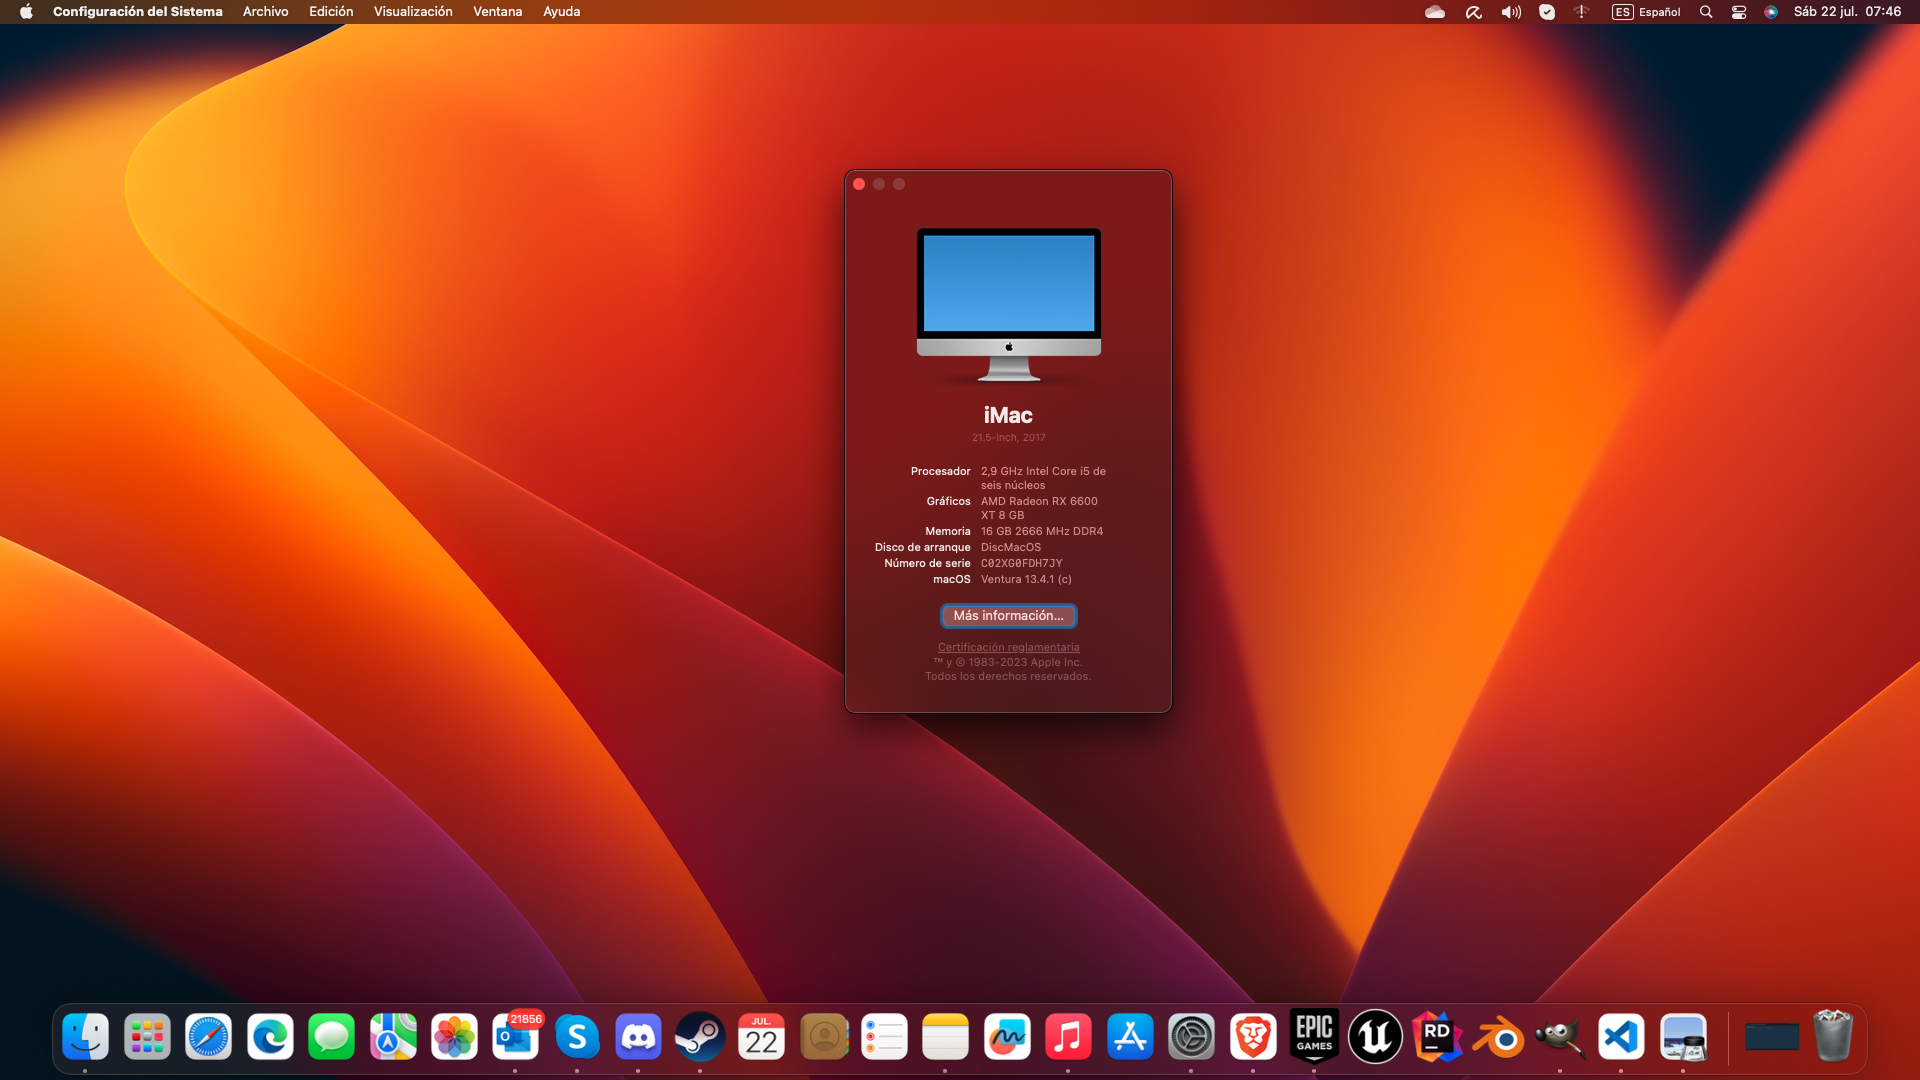 Configuración del Sistema Archivo Edición Visualización Ventana Ayuda ES Español Sáb 22 jul. 07:46
iMac
21.5-inch, 2017
Procesador 2,9 GHz Intel Core i5 de
seis núcleos
Gráficos AMD Radeon RX 6600
XT 8 GB
Memoria 16 GB 2666 MHz DDR4
Disco de arranque DiscMacOS
Número de serie C02XG0FDH7JY
macOS Ventura 13.4.1 (c)
Más información...
Certificación reglamentaria
™ y © 1983-2023 Apple Inc.
Todos los derechos reservados.
21856
JUL.
22
EPIC
GAMES
RD